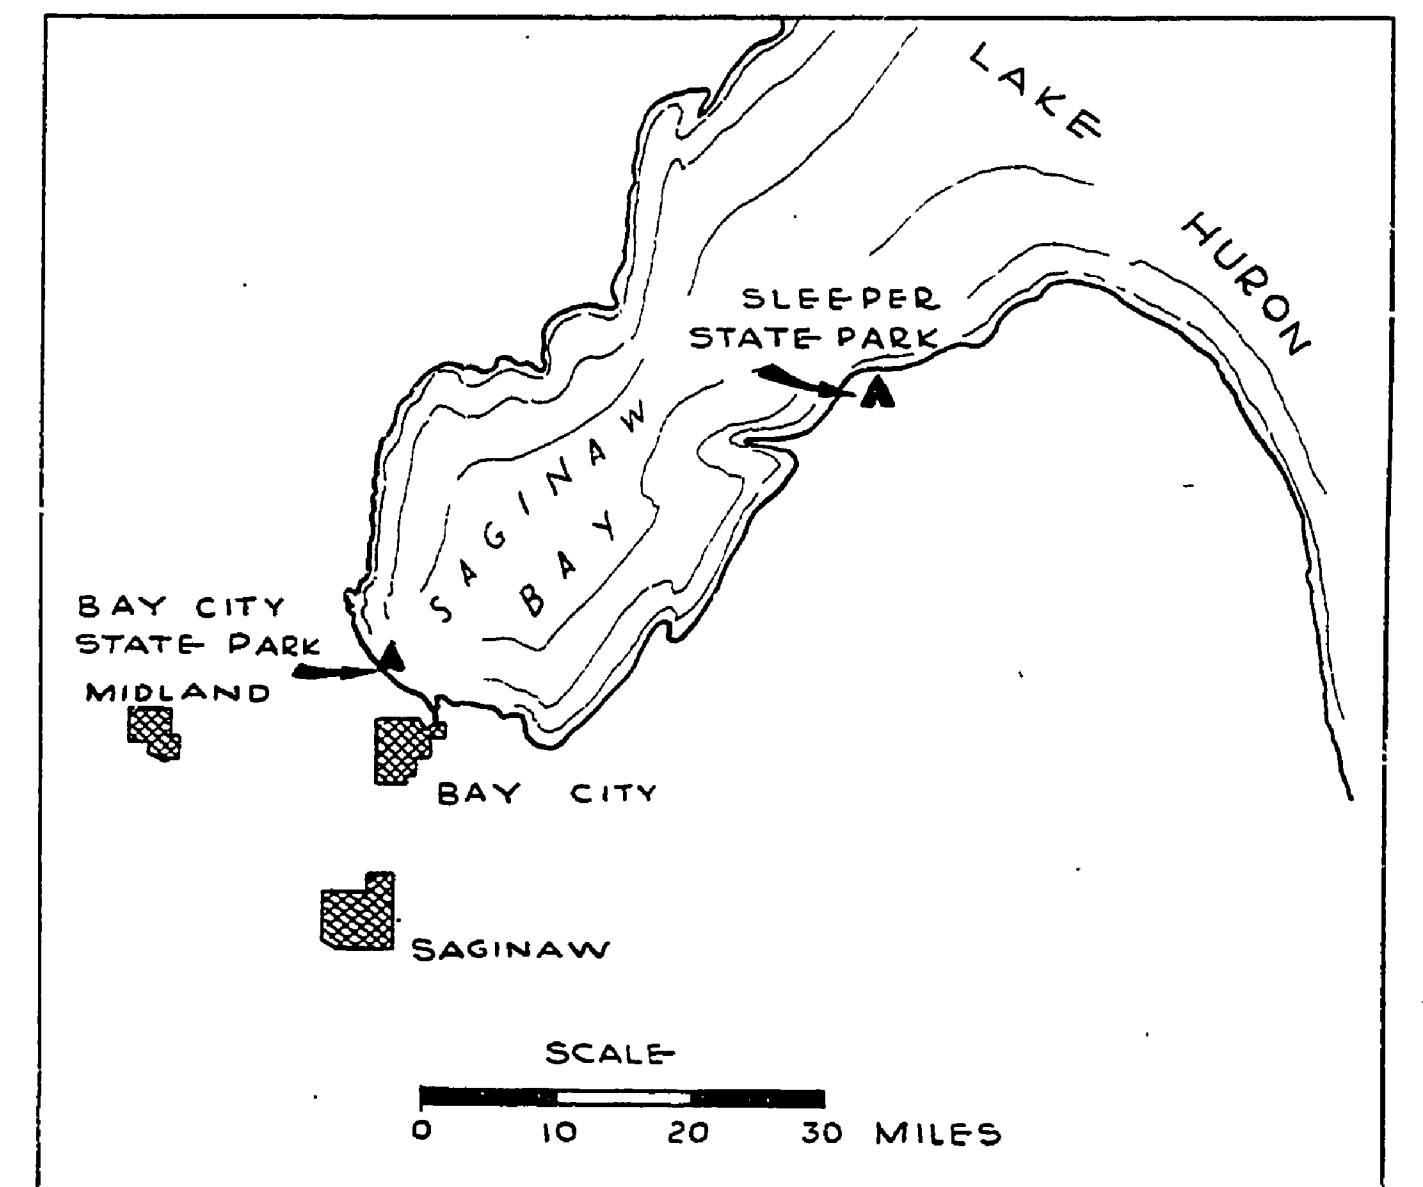 LAKE
HURON
SLEEPER
STATE PARK
SAGINAW
BAY
BAY CITY
STATE PARK
MIDLAND
BAY CITY
SAGINAW
SCALE
0 10 20 30 MILES